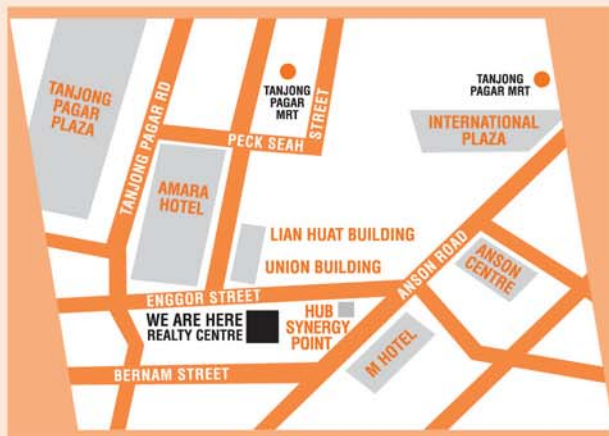 TANJONG
PAGAR
PLAZA
TANJONG PAGAR RD
TANJONG
PAGAR
MRT
PECK SEAH
STREET
TANJONG
PAGAR MRT
INTERNATIONAL
PLAZA
AMARA
HOTEL
LIAN HUAT BUILDING
UNION BUILDING
ANSON ROAD
ANSON
CENTRE
ENGGOR STREET
WE ARE HERE
REALTY CENTRE
HUB
SYNERGY
POINT
M HOTEL
BERNAM STREET